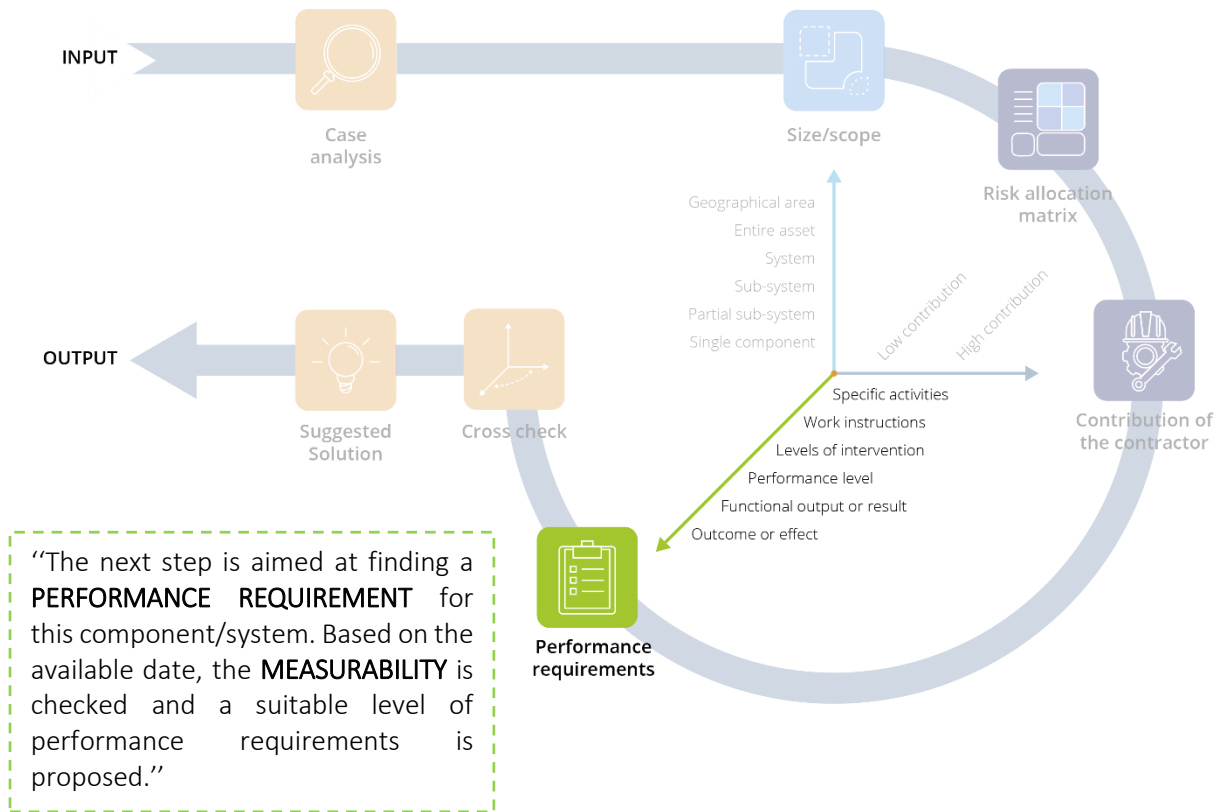 INPUT
Case
analysis
Size/scope
Risk allocation
matrix
Geographical area
Entire asset
System
Sub-system
Partial sub-system
Single component
Low contribution
High contribution
Contribution of
the contractor
OUTPUT
Suggested
Solution
Cross check
Specific activities
Work instructions
Levels of intervention
Performance level
Functional output or result
Outcome or effect
Performance
requirements
‘‘The next step is aimed at finding a
PERFORMANCE REQUIREMENT for
this component/system. Based on the
available date, the MEASURABILITY is
checked and a suitable level of
performance requirements is
proposed.’’